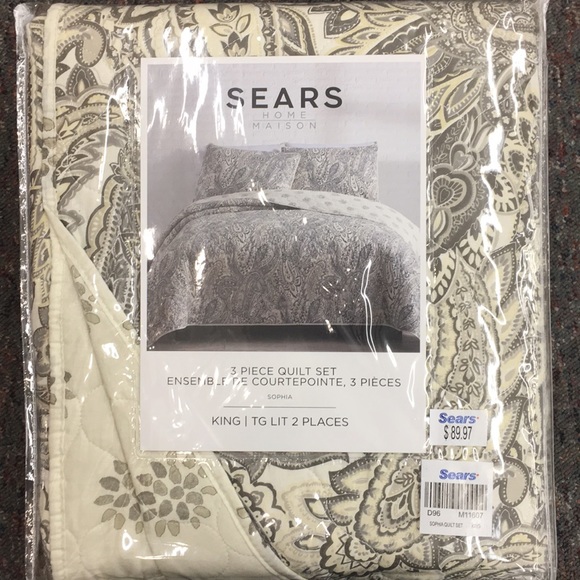 SEARS
HOME
MAISON
3 PIECE QUILT SET
ENSEMBLE DE COURTEPOINTE, 3 PIÈCES
SOPHIA
KING | TG LIT 2 PLACES
Sears
$ 89.97
Sears
D96 M11607
SOPHIA QUILT SET